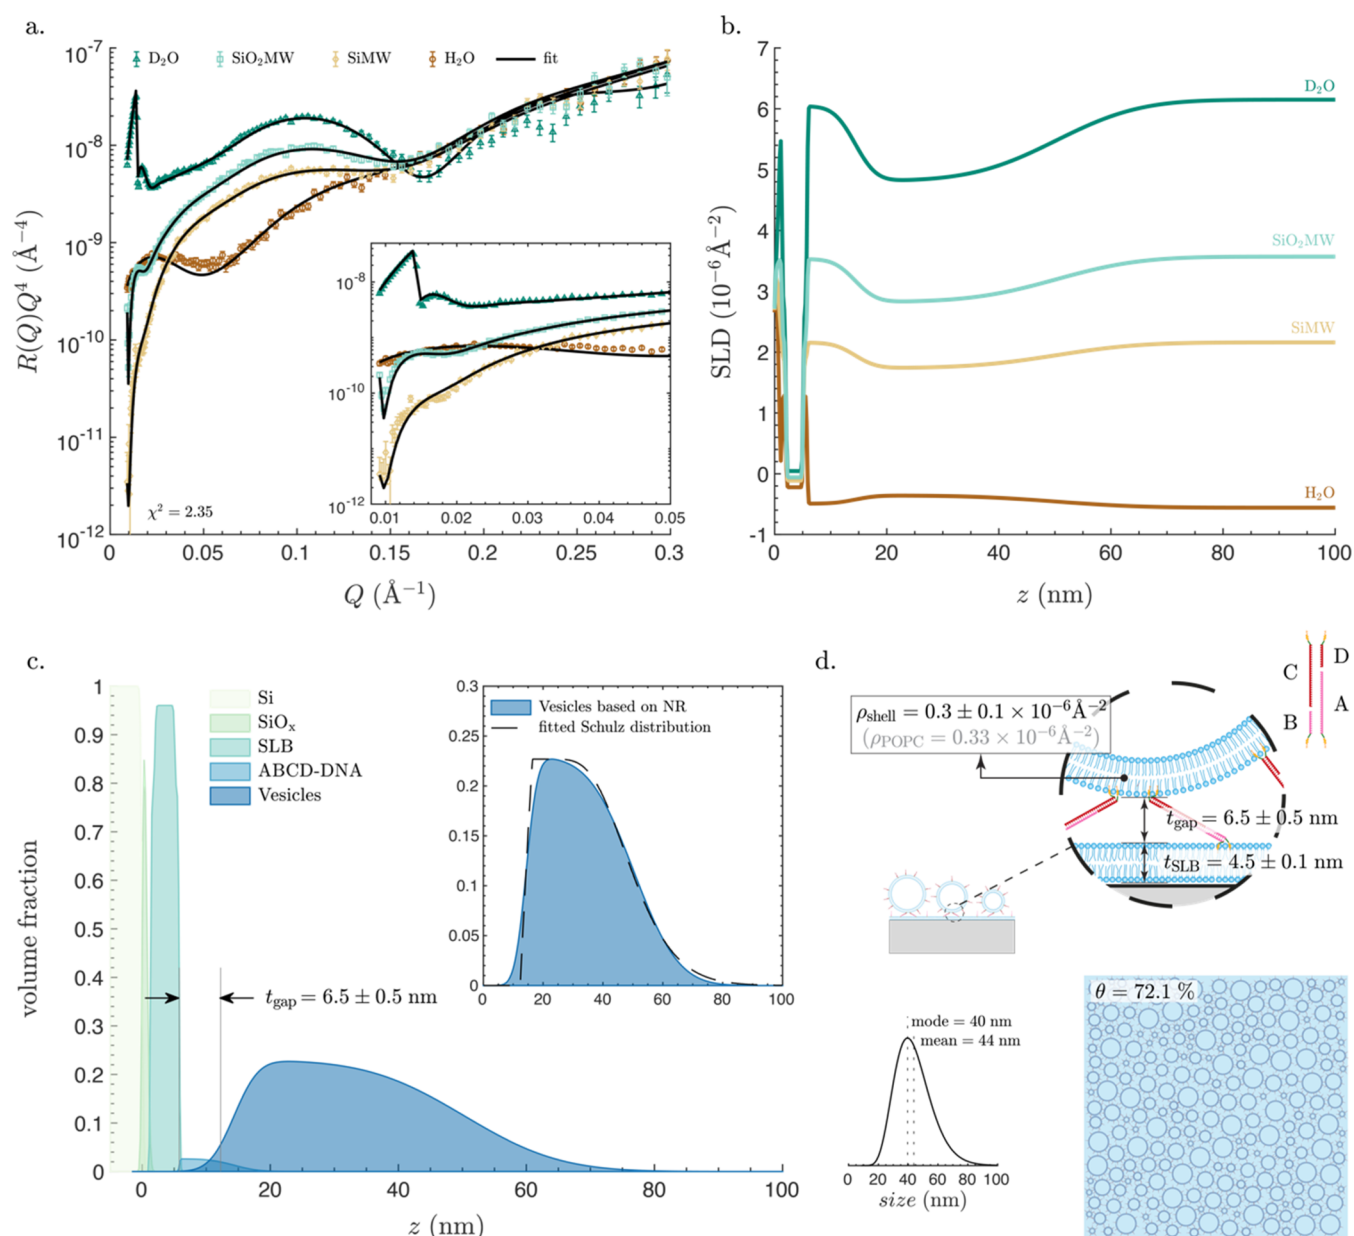 a.
D₂O SiO₂MW SiMW H₂O fit
10⁻⁷
10⁻⁸
10⁻⁹
10⁻¹⁰
10⁻¹¹
10⁻¹²
R(Q)Q⁴ (Å⁻⁴)
χ² = 2.35
0 0.05 0.1 0.15 0.2 0.25 0.3
Q (Å⁻¹)
10⁻⁸
10⁻¹⁰
10⁻¹²
0.01 0.02 0.03 0.04 0.05
b.
7
6
5
4
3
2
1
0
-1
SLD (10⁻⁶Å⁻²)
D₂O
SiO₂MW
SiMW
H₂O
0 20 40 60 80 100
z (nm)
c.
1
0.9
0.8
0.7
0.6
0.5
0.4
0.3
0.2
0.1
0
volume fraction
Si
SiOₓ
SLB
ABCD-DNA
Vesicles
t_gap = 6.5 ± 0.5 nm
0 20 40 60 80 100
z (nm)
0.3
0.25
0.2
0.15
0.1
0.05
0
Vesicles based on NR
fitted Schulz distribution
0 20 40 60 80 100
d.
C D
B A
ρ_shell = 0.3 ± 0.1 × 10⁻⁶Å⁻²
(ρ_POPC = 0.33 × 10⁻⁶Å⁻²)
t_gap = 6.5 ± 0.5 nm
t_SLB = 4.5 ± 0.1 nm
mode = 40 nm
mean = 44 nm
0 20 40 60 80 100
size (nm)
θ = 72.1 %